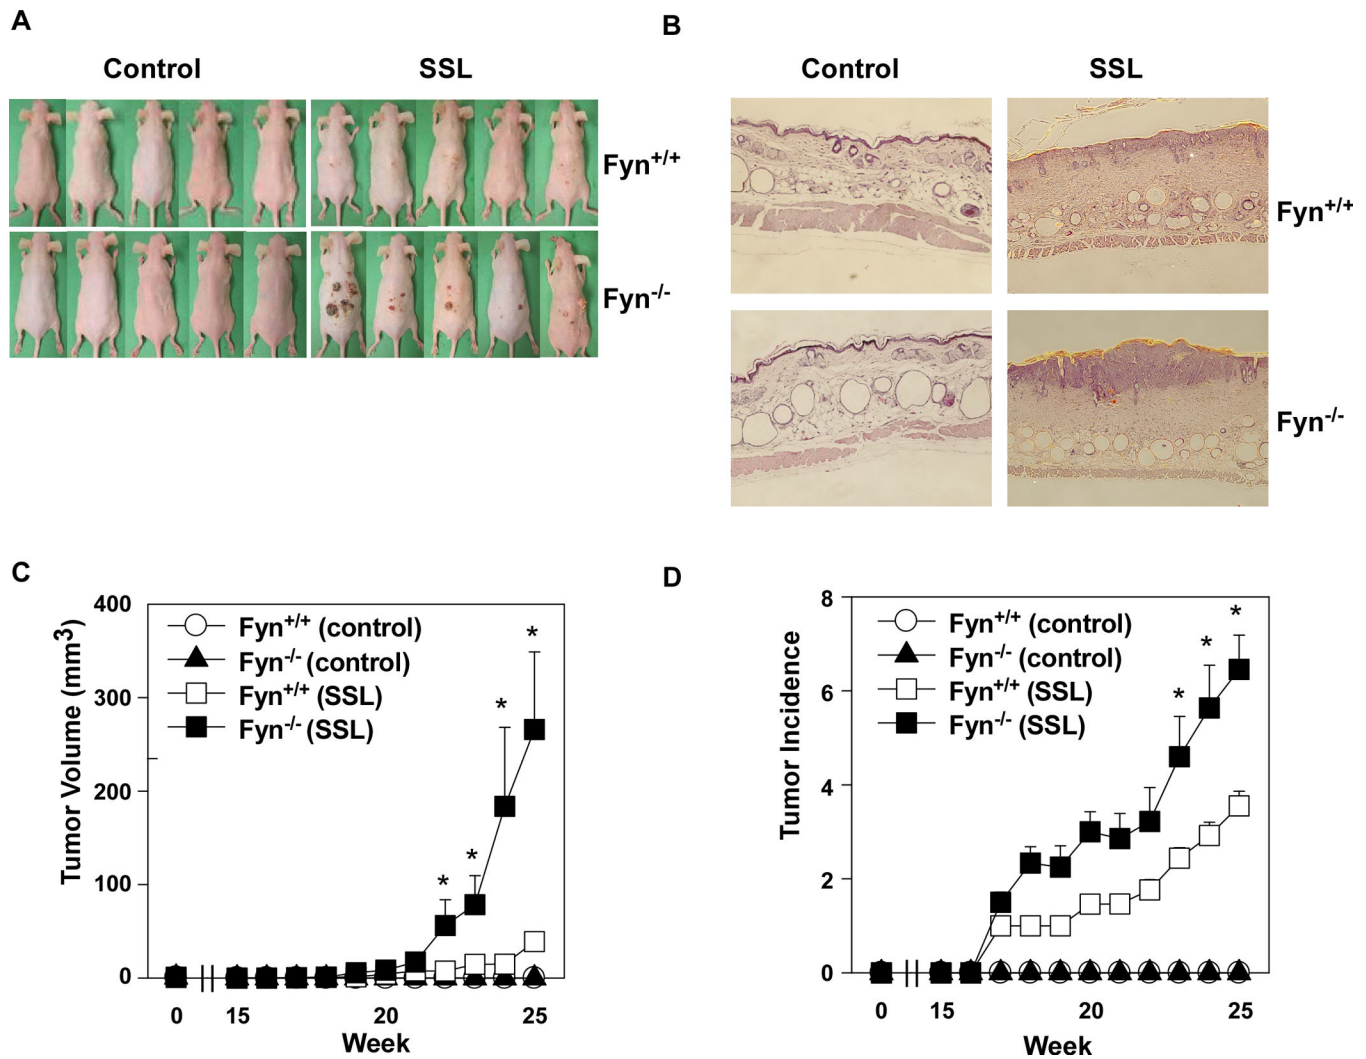 A
Control SSL
Fyn+/+
Fyn-/-
B
Control SSL
Fyn+/+
Fyn-/-
C
Tumor Volume (mm3)
400
300
200
100
0
Fyn+/+ (control)
Fyn-/- (control)
Fyn+/+ (SSL)
Fyn-/- (SSL)
* * * *
0 15 20 25
Week
D
Tumor Incidence
8
6
4
2
0
Fyn+/+ (control)
Fyn-/- (control)
Fyn+/+ (SSL)
Fyn-/- (SSL)
* * *
0 15 20 25
Week